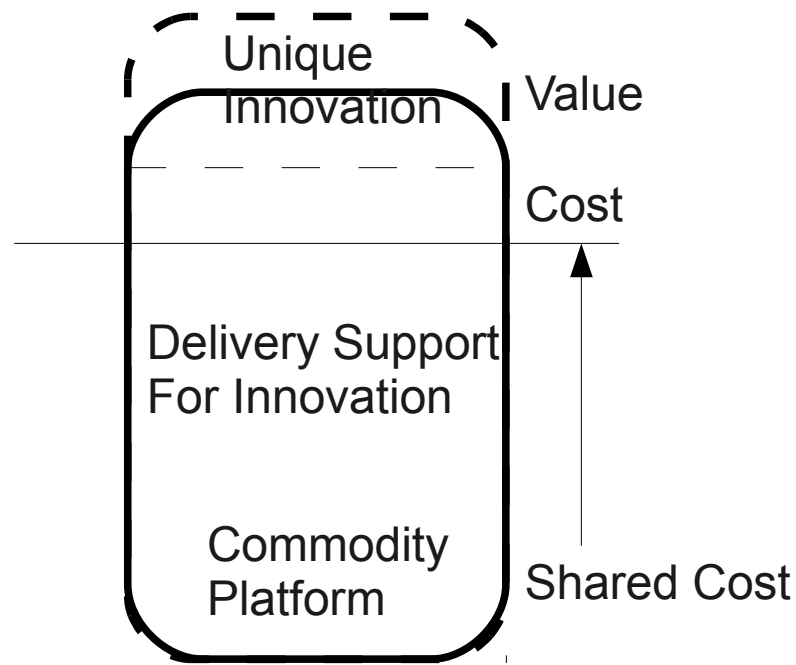 Unique
Innovation
Value
Cost
Delivery Support
For Innovation
Commodity
Platform
Shared Cost